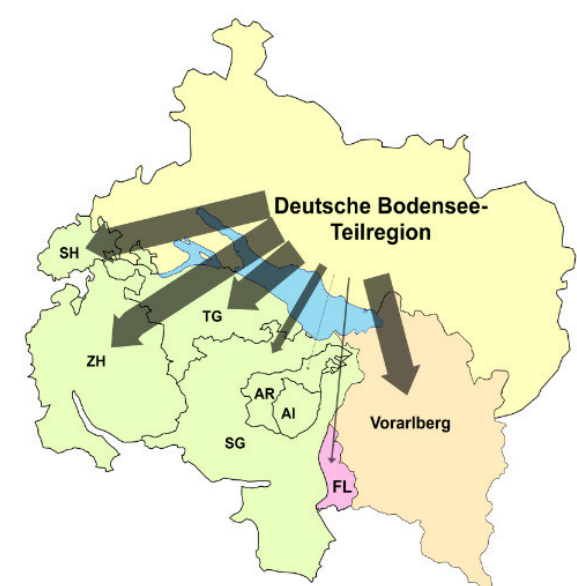 Deutsche Bodensee-
Teilregion
SH
TG
ZH
AR
AI
Vorarlberg
SG
FL